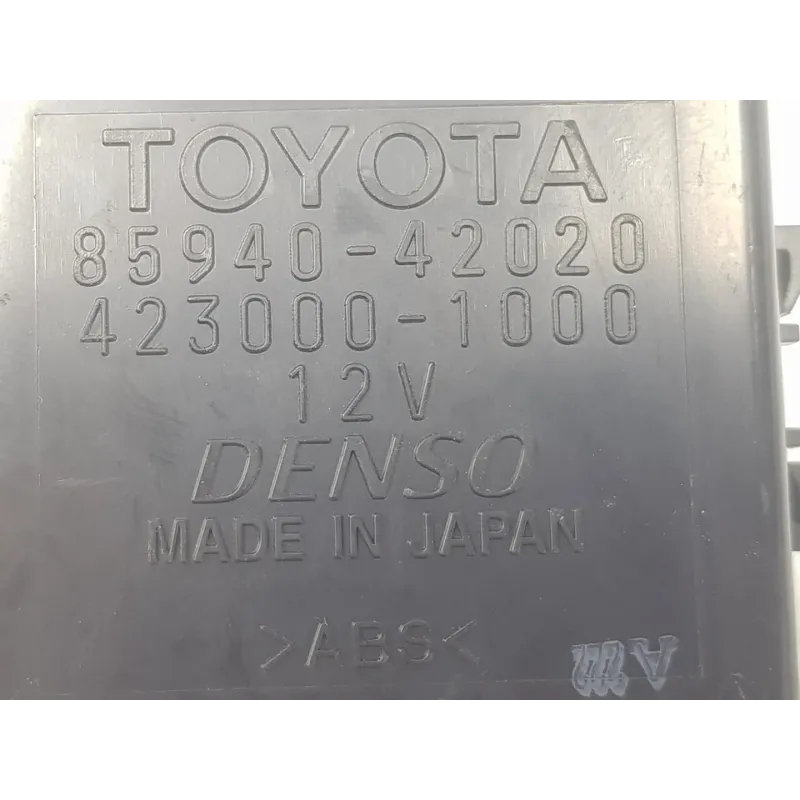 TOYOTA
85940-42020
423000-1000
12V
DENSO
MADE IN JAPAN
>ABS<